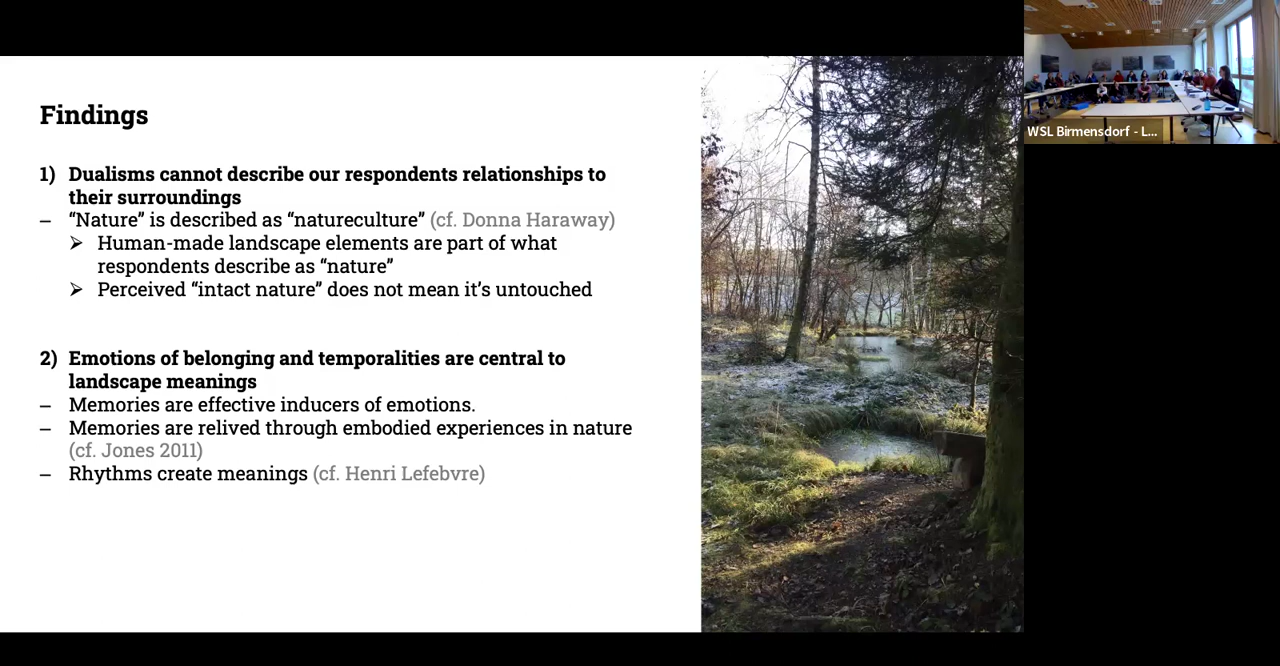 Findings
1) Dualisms cannot describe our respondents relationships to
their surroundings
– “Nature” is described as “natureculture” (cf. Donna Haraway)
➢ Human-made landscape elements are part of what
respondents describe as “nature”
➢ Perceived “intact nature” does not mean it’s untouched
2) Emotions of belonging and temporalities are central to
landscape meanings
– Memories are effective inducers of emotions.
– Memories are relived through embodied experiences in nature
(cf. Jones 2011)
– Rhythms create meanings (cf. Henri Lefebvre)
WSL Birmensdorf - L...